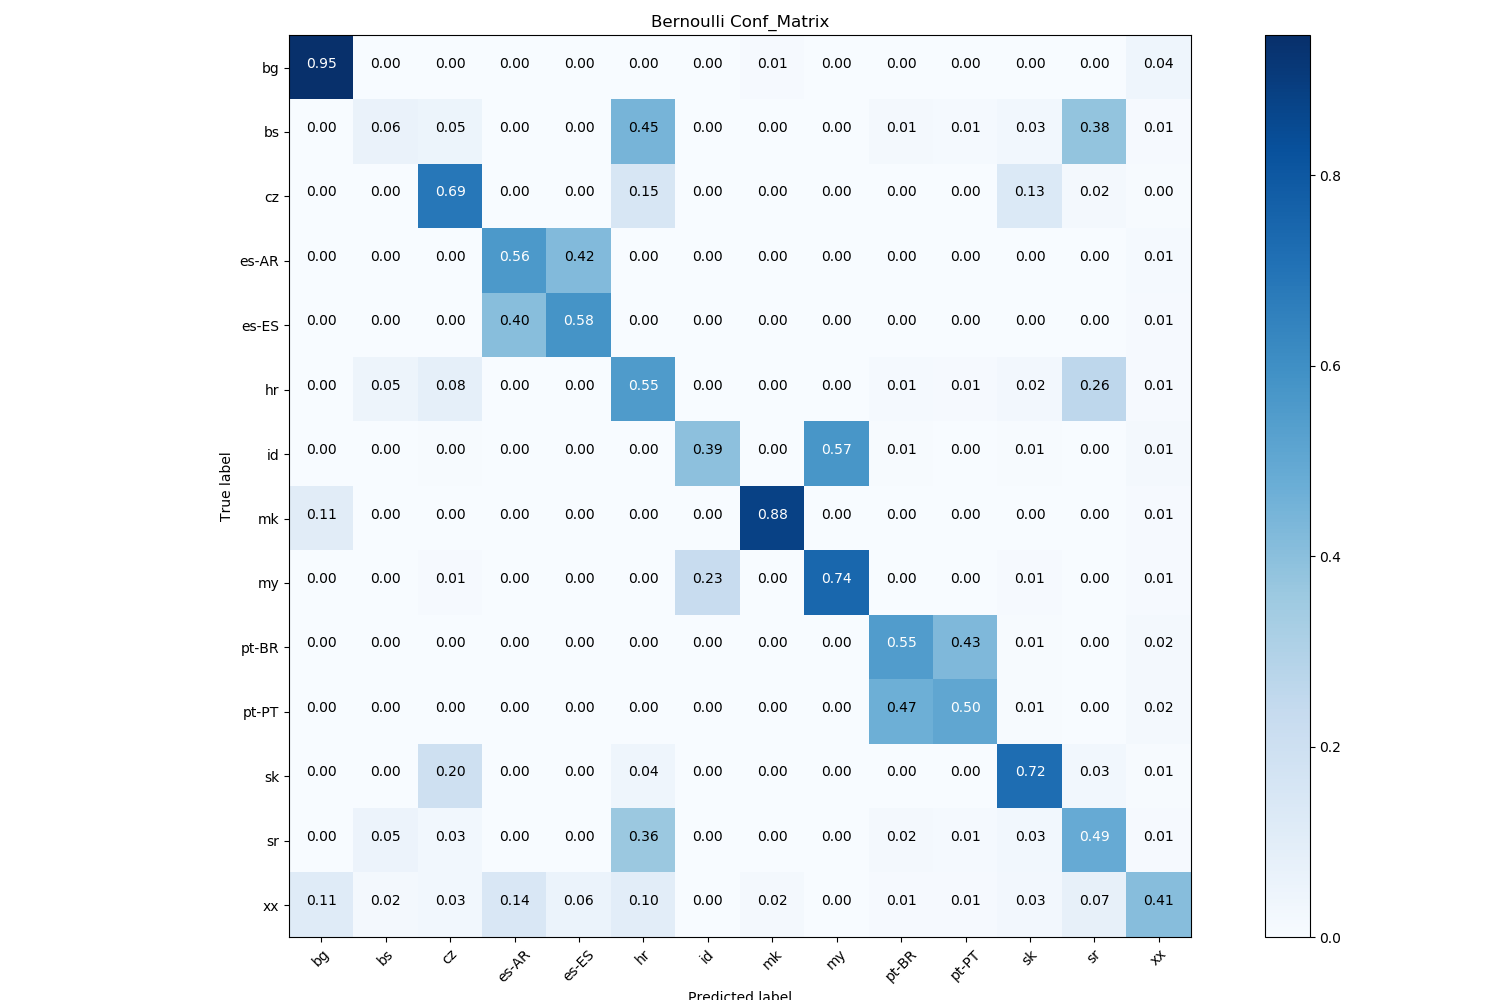 Bernoulli Conf_Matrix
bg 0.95 0.00 0.00 0.00 0.00 0.00 0.00 0.01 0.00 0.00 0.00 0.00 0.00 0.04
bs 0.00 0.06 0.05 0.00 0.00 0.45 0.00 0.00 0.00 0.01 0.01 0.03 0.38 0.01
cz 0.00 0.00 0.69 0.00 0.00 0.15 0.00 0.00 0.00 0.00 0.00 0.13 0.02 0.00
es-AR 0.00 0.00 0.00 0.56 0.42 0.00 0.00 0.00 0.00 0.00 0.00 0.00 0.00 0.01
es-ES 0.00 0.00 0.00 0.40 0.58 0.00 0.00 0.00 0.00 0.00 0.00 0.00 0.00 0.01
hr 0.00 0.05 0.08 0.00 0.00 0.55 0.00 0.00 0.00 0.01 0.01 0.02 0.26 0.01
id 0.00 0.00 0.00 0.00 0.00 0.00 0.39 0.00 0.57 0.01 0.00 0.01 0.00 0.01
mk 0.11 0.00 0.00 0.00 0.00 0.00 0.00 0.88 0.00 0.00 0.00 0.00 0.00 0.01
my 0.00 0.00 0.01 0.00 0.00 0.00 0.23 0.00 0.74 0.00 0.00 0.01 0.00 0.01
pt-BR 0.00 0.00 0.00 0.00 0.00 0.00 0.00 0.00 0.00 0.55 0.43 0.01 0.00 0.02
pt-PT 0.00 0.00 0.00 0.00 0.00 0.00 0.00 0.00 0.00 0.47 0.50 0.01 0.00 0.02
sk 0.00 0.00 0.20 0.00 0.00 0.04 0.00 0.00 0.00 0.00 0.00 0.72 0.03 0.01
sr 0.00 0.05 0.03 0.00 0.00 0.36 0.00 0.00 0.00 0.02 0.01 0.03 0.49 0.01
xx 0.11 0.02 0.03 0.14 0.06 0.10 0.00 0.02 0.00 0.01 0.01 0.03 0.07 0.41
bg bs cz es-AR es-ES hr id mk my pt-BR pt-PT sk sr xx
True label
Predicted label
0.8
0.6
0.4
0.2
0.0